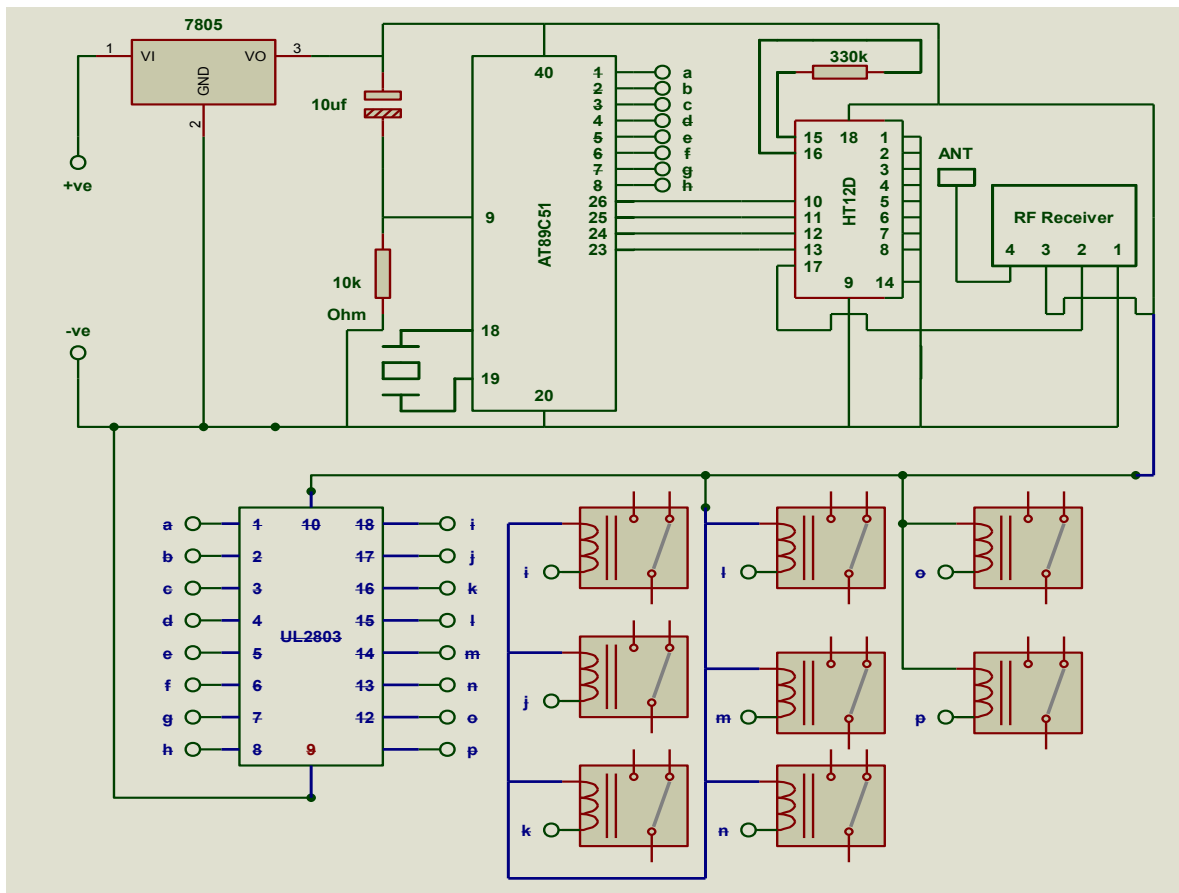 7805
1 VI VO 3
GND
2
+ve
-ve
10uf
10k
Ohm
AT89C51
40
9
18
19
20
1 a
2 b
3 c
4 d
5 e
6 f
7 g
8 h
26
25
24
23
330k
HT12D
15 18 1
16 2
3
4
10 5
11 6
12 7
13 8
17
9 14
ANT
RF Receiver
4 3 2 1
UL2803
a 1 10 18 i
b 2 17 j
c 3 16 k
d 4 15 l
e 5 14 m
f 6 13 n
g 7 12 o
h 8 9 p
i
l
o
j
m
p
k
n